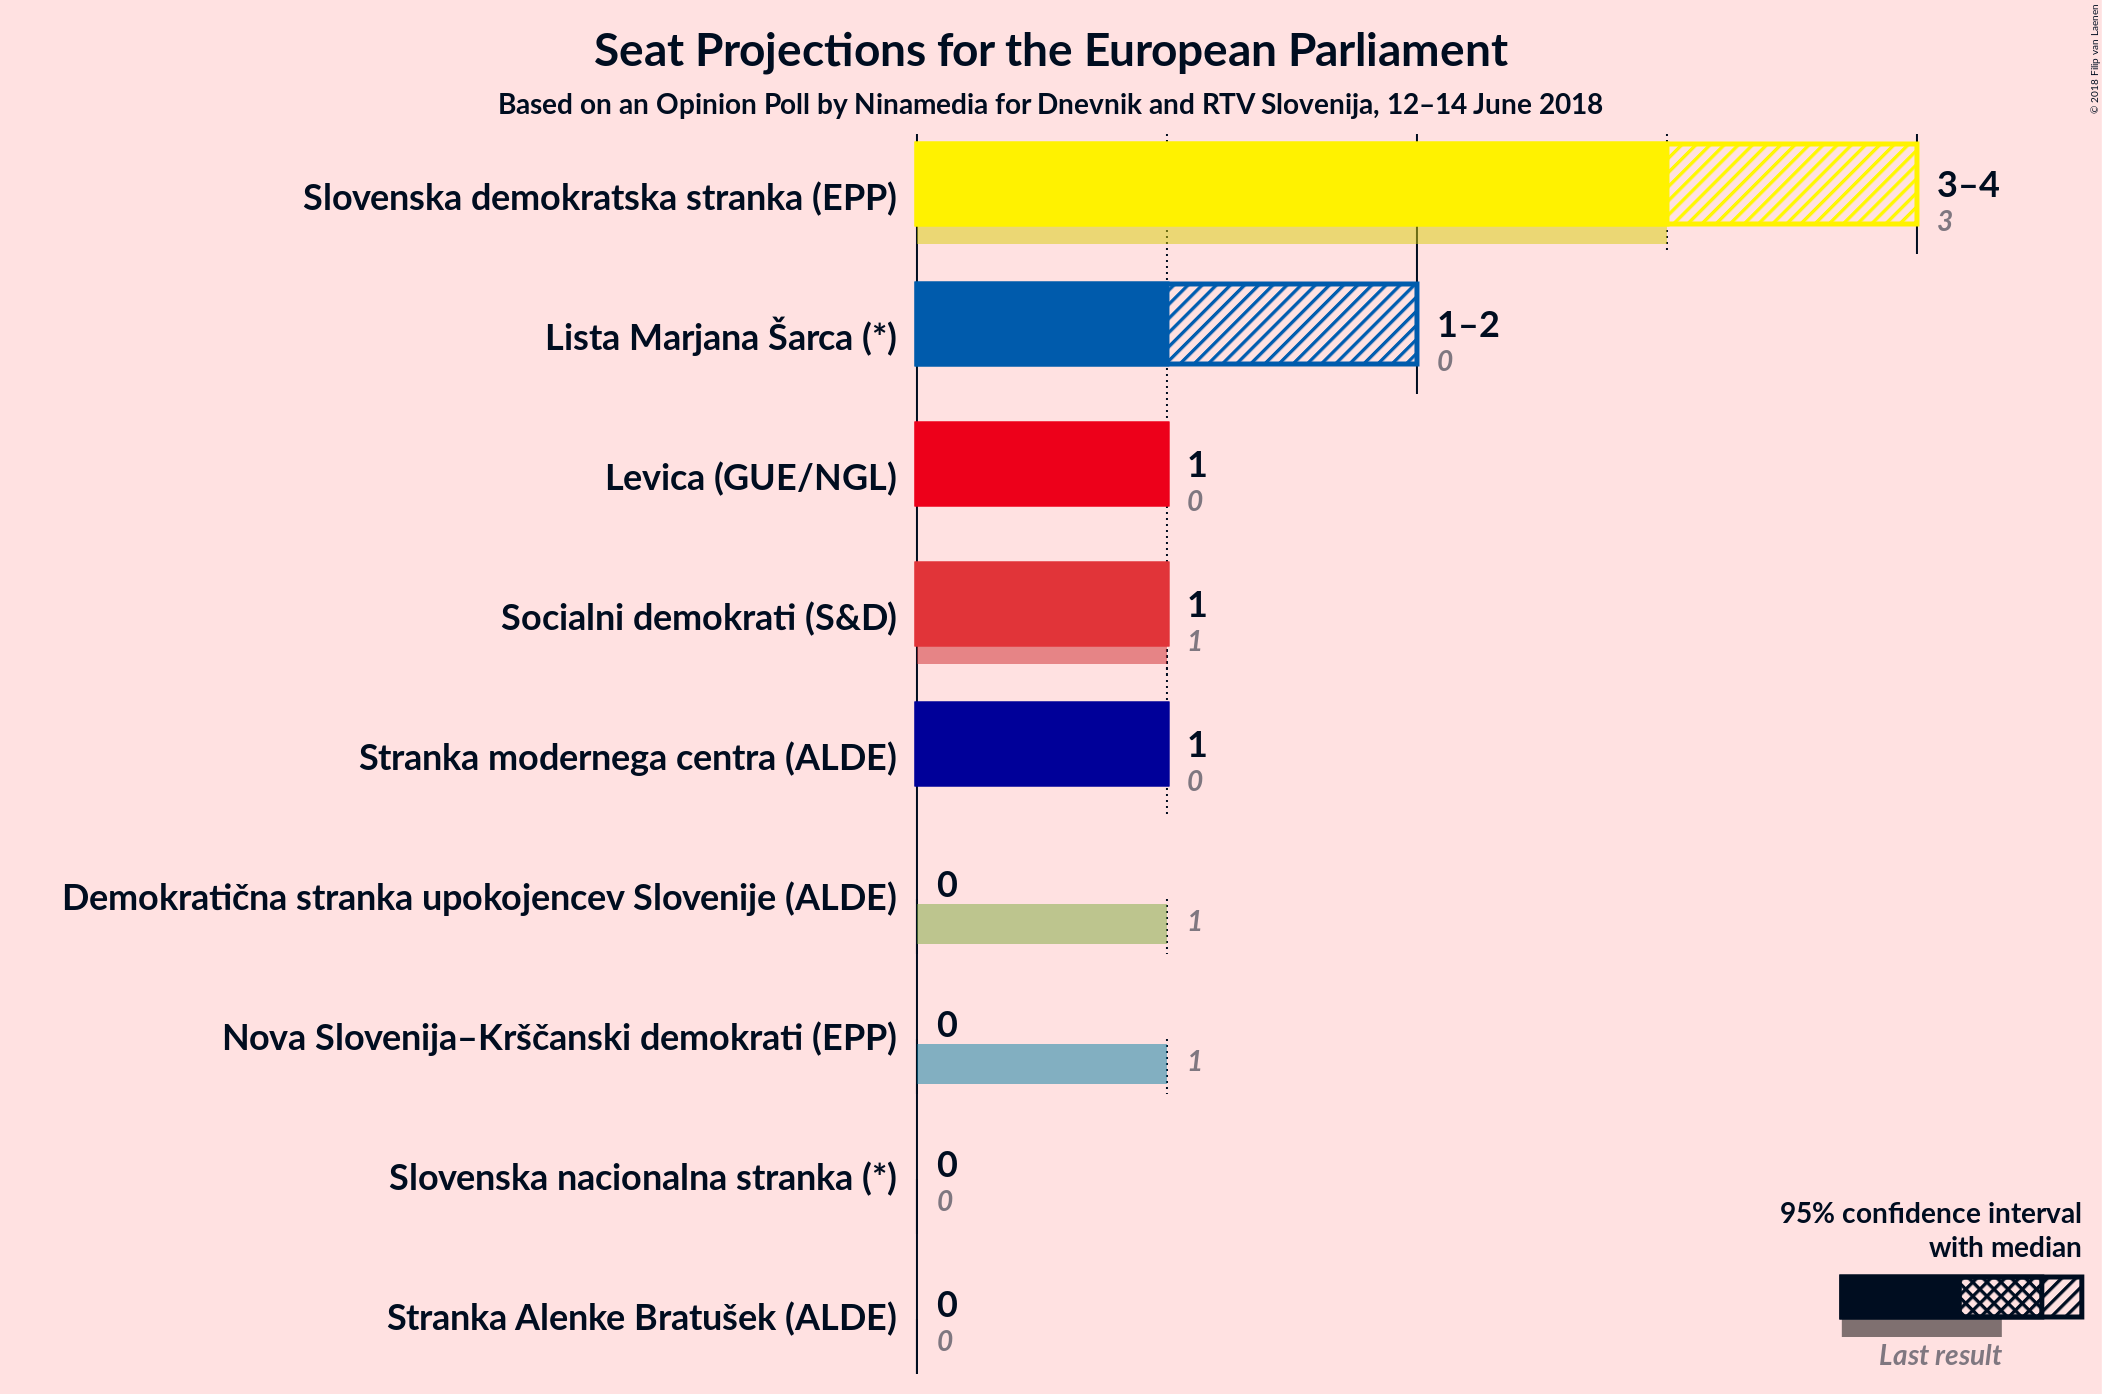 Seat Projections for the European Parliament
Based on an Opinion Poll by Ninamedia for Dnevnik and RTV Slovenija, 12–14 June 2018
© 2018 Filip van Laenen
Slovenska demokratska stranka (EPP)
3–4
3
Lista Marjana Šarca (*)
1–2
0
Levica (GUE/NGL)
1
0
Socialni demokrati (S&D)
1
1
Stranka modernega centra (ALDE)
1
0
Demokratična stranka upokojencev Slovenije (ALDE)
0
1
Nova Slovenija–Krščanski demokrati (EPP)
0
1
Slovenska nacionalna stranka (*)
0
0
Stranka Alenke Bratušek (ALDE)
0
0
95% confidence interval
with median
Last result